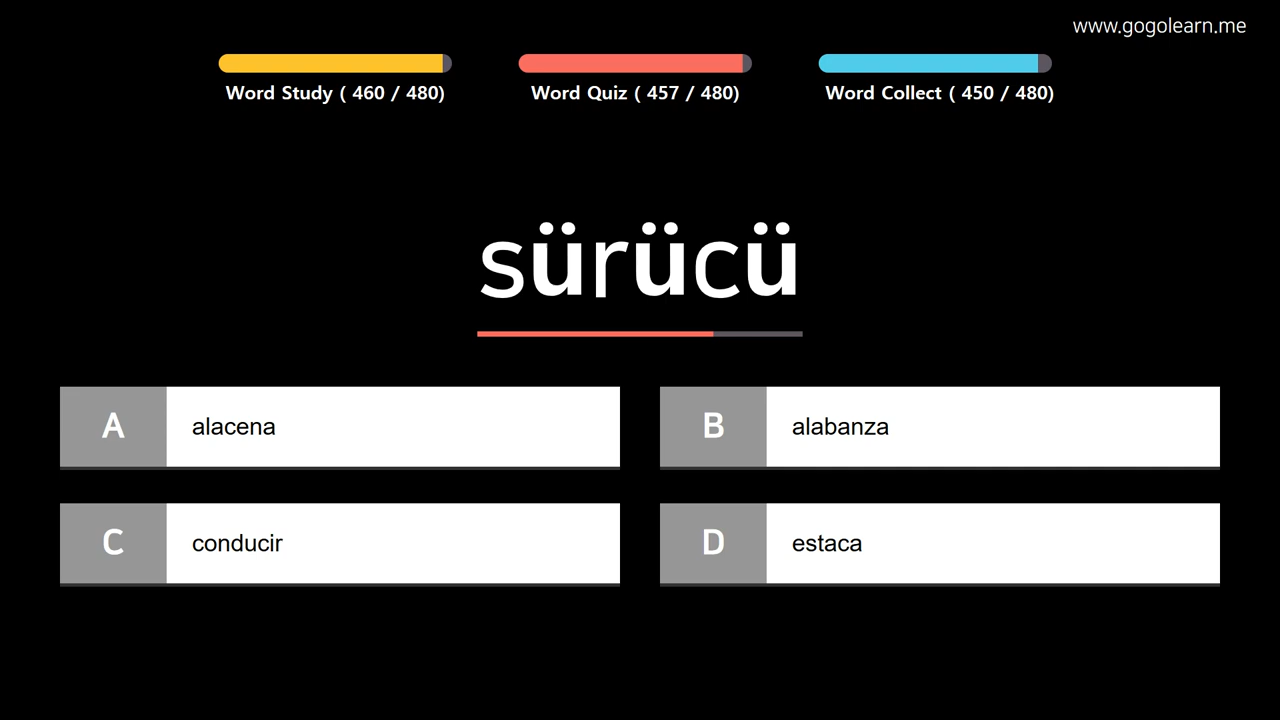 www.gogolearn.me
Word Study ( 460 / 480)
Word Quiz ( 457 / 480)
Word Collect ( 450 / 480)
sürücü
A alacena
B alabanza
C conducir
D estaca